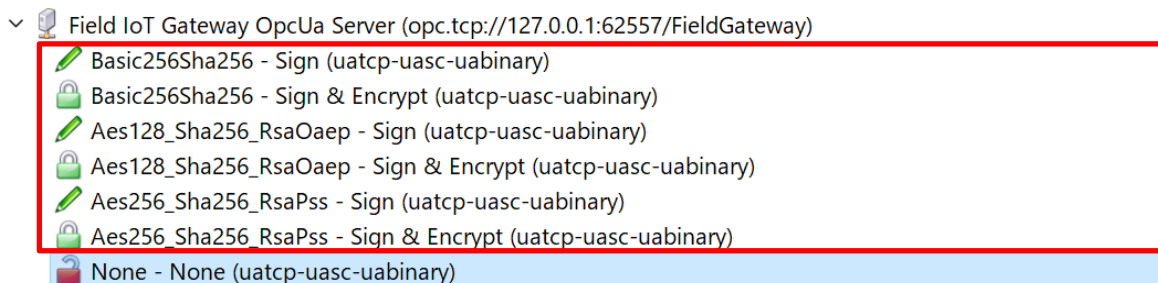 Field IoT Gateway OpcUa Server (opc.tcp://127.0.0.1:62557/FieldGateway)
Basic256Sha256 - Sign (uatcp-uasc-uabinary)
Basic256Sha256 - Sign & Encrypt (uatcp-uasc-uabinary)
Aes128_Sha256_RsaOaep - Sign (uatcp-uasc-uabinary)
Aes128_Sha256_RsaOaep - Sign & Encrypt (uatcp-uasc-uabinary)
Aes256_Sha256_RsaPss - Sign (uatcp-uasc-uabinary)
Aes256_Sha256_RsaPss - Sign & Encrypt (uatcp-uasc-uabinary)
None - None (uatcp-uasc-uabinary)